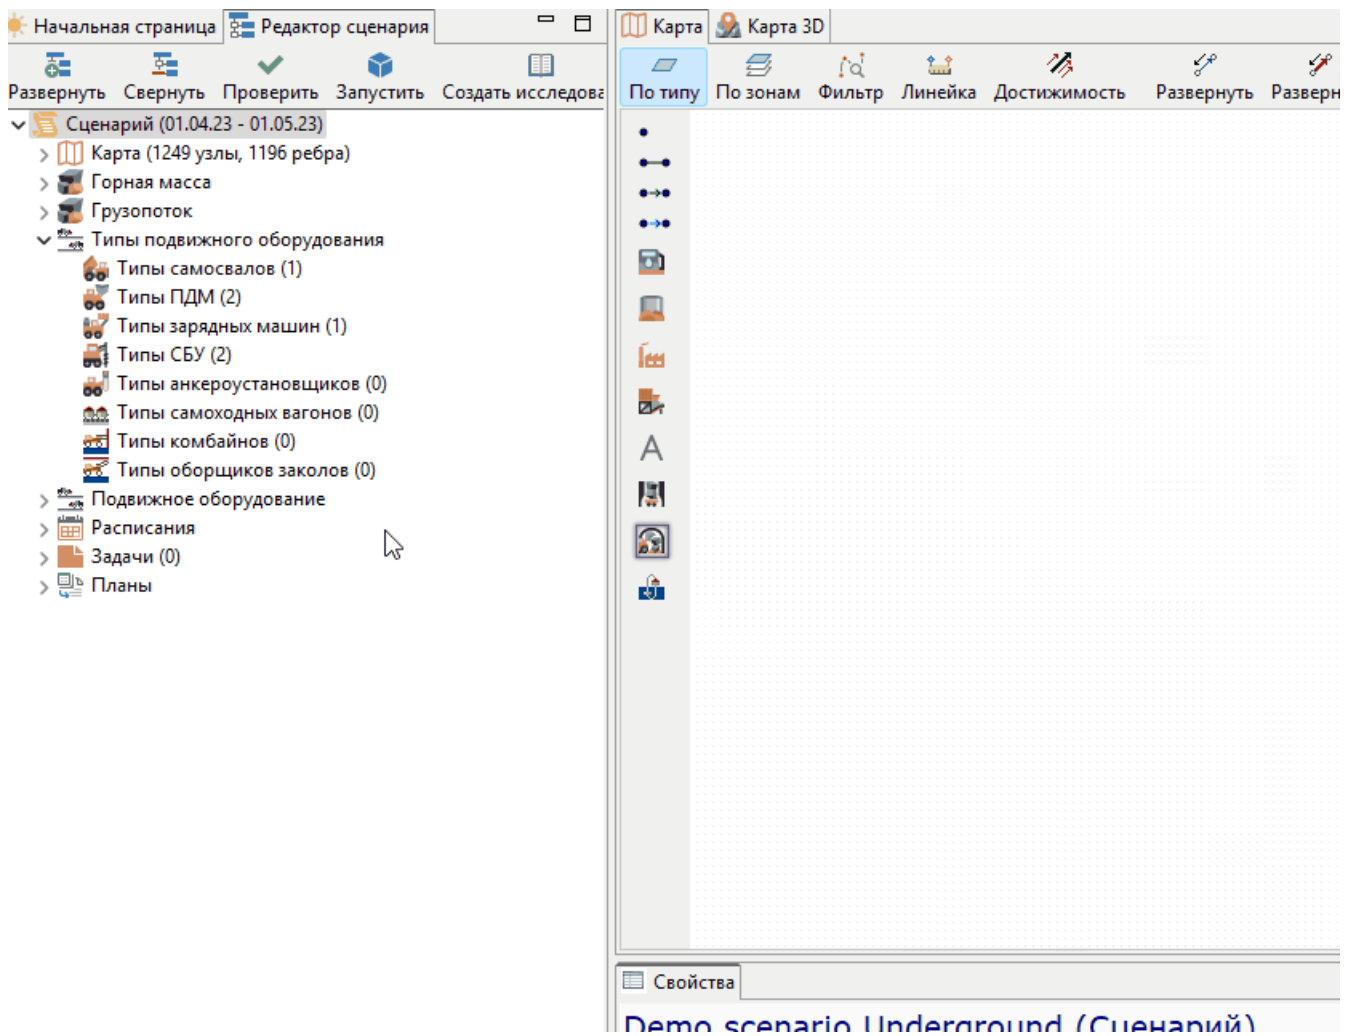 Начальная страница
Редактор сценария
Развернуть Свернуть Проверить Запустить Создать исследова
Сценарий (01.04.23 - 01.05.23)
Карта (1249 узлы, 1196 ребра)
Горная масса
Грузопоток
Типы подвижного оборудования
Типы самосвалов (1)
Типы ПДМ (2)
Типы зарядных машин (1)
Типы СБУ (2)
Типы анкероустановщиков (0)
Типы самоходных вагонов (0)
Типы комбайнов (0)
Типы оборщиков заколов (0)
Подвижное оборудование
Расписания
Задачи (0)
Планы
Карта
Карта 3D
По типу По зонам Фильтр Линейка Достижимость Развернуть Разверн
A
Свойства
Demo scenario Underground (Сценарий)